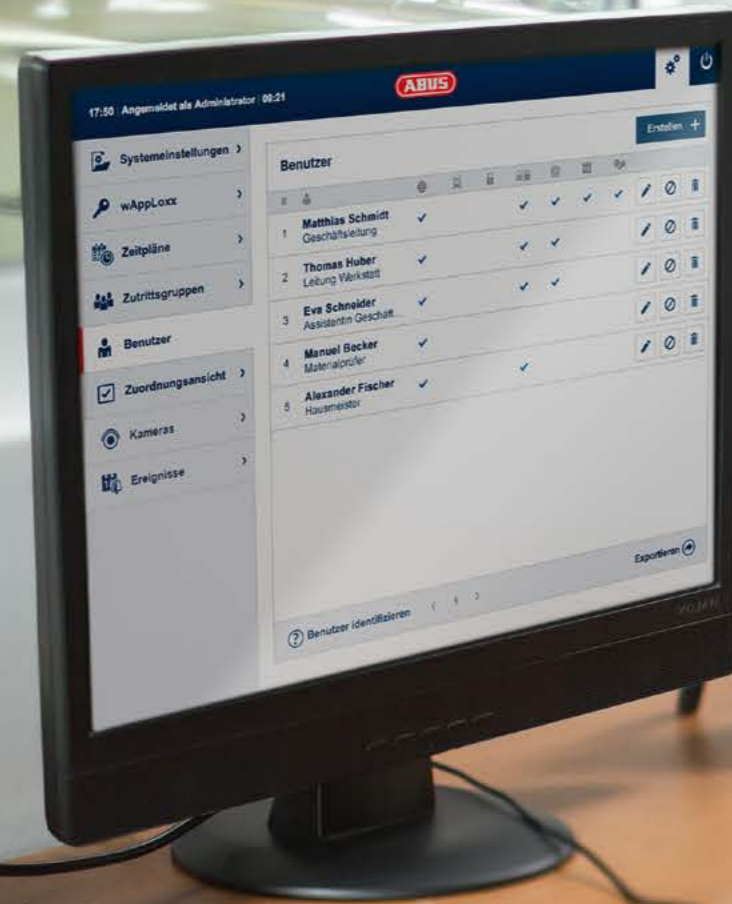 17:50 Angemeldet als Administrator 09:21
ABUS
Systemeinstellungen
wAppLoxx
Zeitpläne
Zutrittsgruppen
Benutzer
Zuordnungsansicht
Kameras
Ereignisse
Benutzer
Erstellen +
1 Matthias Schmidt
Geschäftsleitung
2 Thomas Huber
Leitung Werkstatt
3 Eva Schneider
Assistentin Geschäft
4 Manuel Becker
Materialprüfer
5 Alexander Fischer
Hausmeister
Benutzer identifizieren
Exportieren